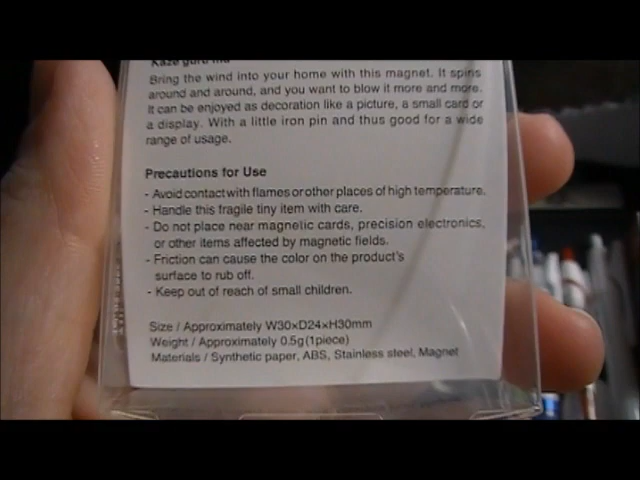 Kaze guru ma
Bring the wind into your home with this magnet. It spins
around and around, and you want to blow it more and more.
It can be enjoyed as decoration like a picture, a small card or
a display. With a little iron pin and thus good for a wide
range of usage.
Precautions for Use
- Avoid contact with flames or other places of high temperature.
- Handle this fragile tiny item with care.
- Do not place near magnetic cards, precision electronics,
or other items affected by magnetic fields.
- Friction can cause the color on the product's
surface to rub off.
- Keep out of reach of small children.
Size / Approximately W30×D24×H30mm
Weight / Approximately 0.5g(1piece)
Materials / Synthetic paper, ABS, Stainless steel, Magnet